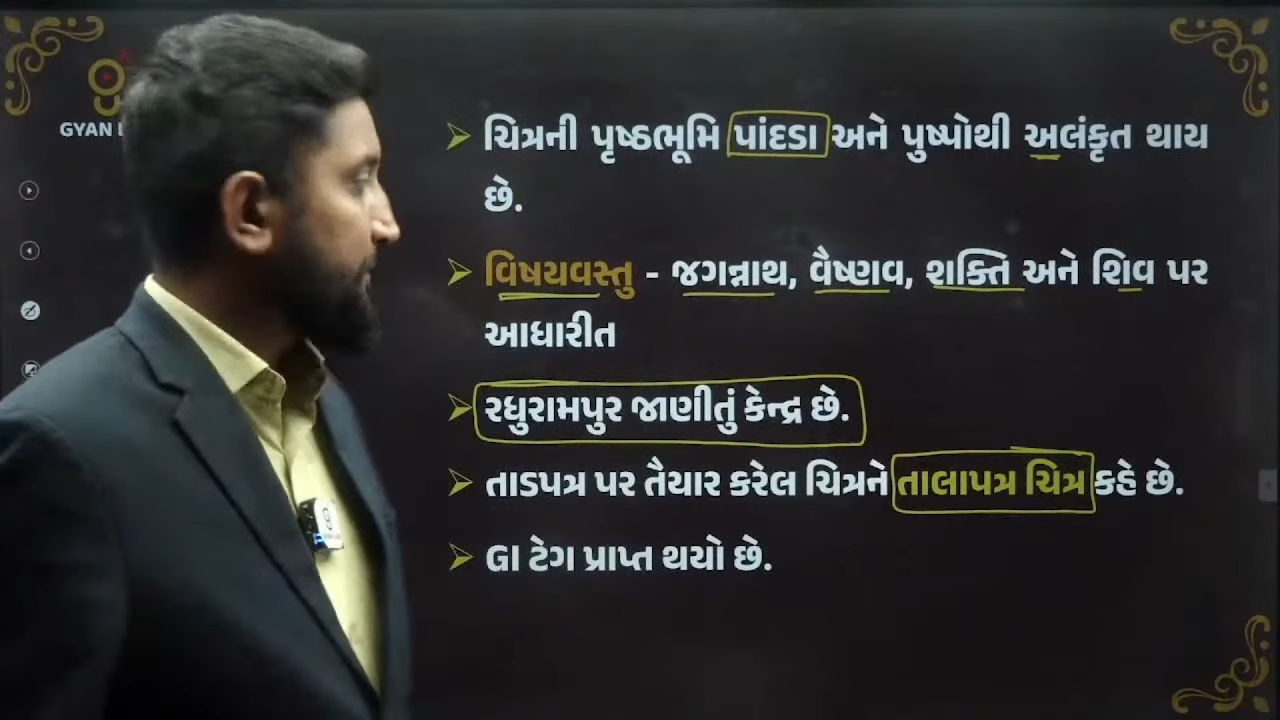 GYAN
ચિત્રની પૃષ્ઠભૂમિ પાંદડા અને પુષ્પોથી અલંકૃત થાય
છે.
વિષયવસ્તુ - જગન્નાથ, વૈષ્ણવ, શક્તિ અને શિવ પર
આધારીત
રધુરામપુર જાણીતું કેન્દ્ર છે.
તાડપત્ર પર તૈયાર કરેલ ચિત્રને તાલાપત્ર ચિત્ર કહે છે.
GI ટેગ પ્રાપ્ત થયો છે.